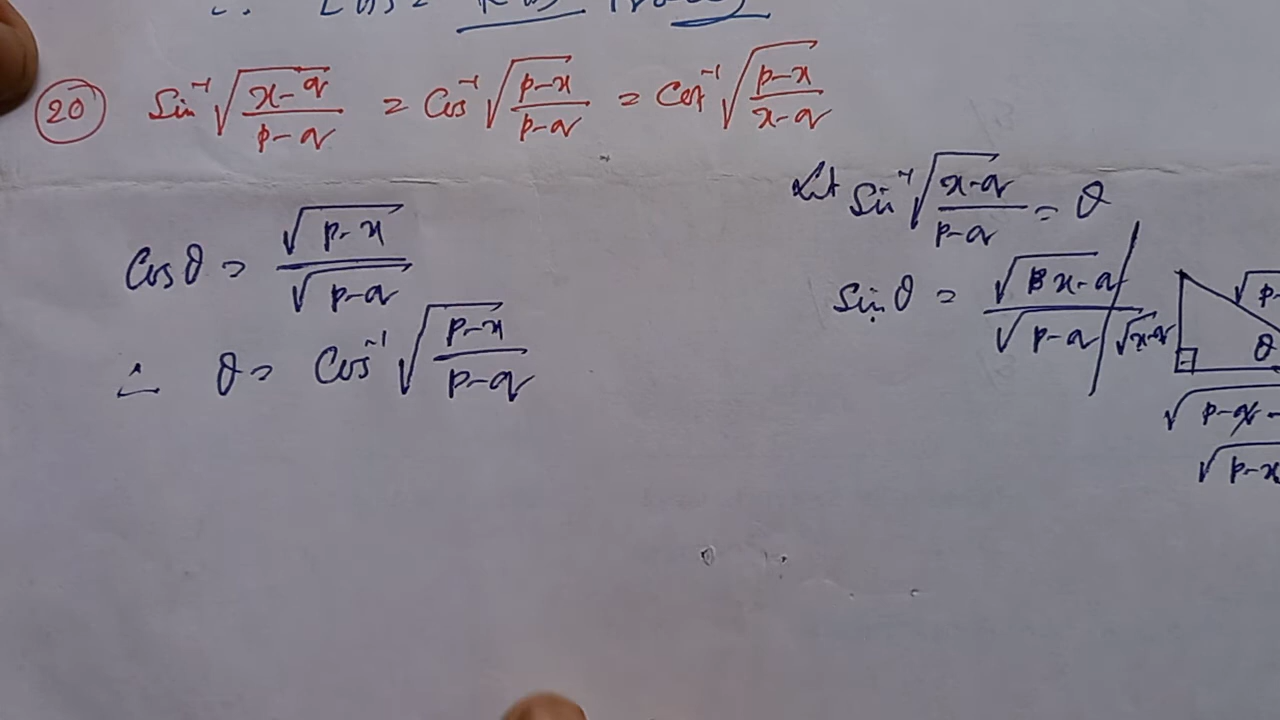 20 Sin⁻¹ √(x-q)/(p-q) = Cos⁻¹ √(p-x)/(p-q) = Cot⁻¹ √(p-x)/(x-q)
Let Sin⁻¹ √(x-q)/(p-q) = θ
Sin θ = √(x-q)/√(p-q)
√x-q
√p-
θ
√p-q-
√p-x
Cos θ = √(p-x)/√(p-q)
∴ θ = Cos⁻¹ √(p-x)/(p-q)